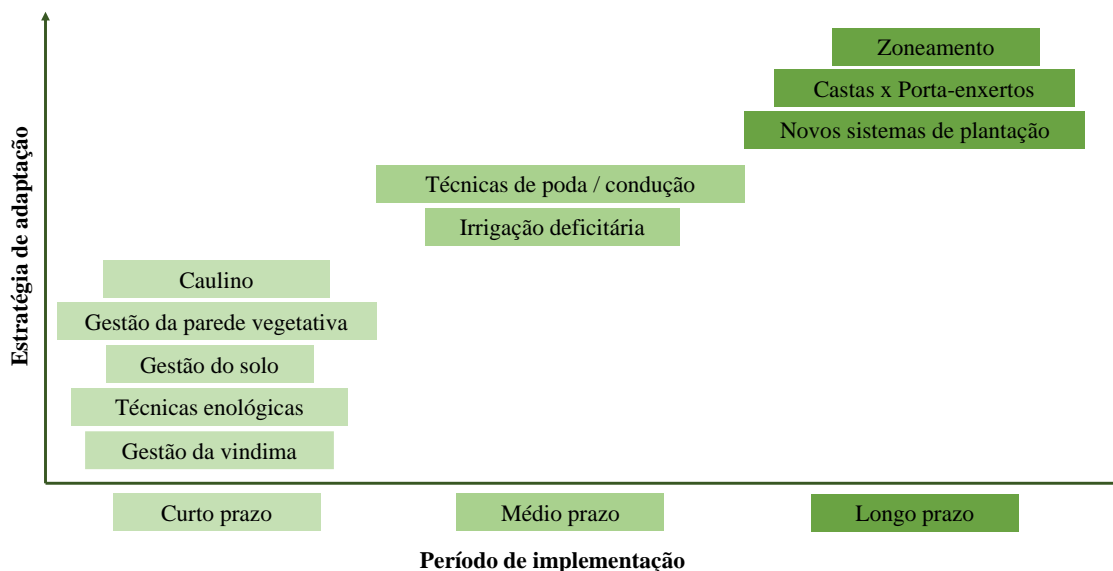 Zoneamento
Castas x Porta-enxertos
Novos sistemas de plantação
Técnicas de poda / condução
Irrigação deficitária
Caulino
Gestão da parede vegetativa
Gestão do solo
Técnicas enológicas
Gestão da vindima
Estratégia de adaptação
Curto prazo
Médio prazo
Longo prazo
Período de implementação